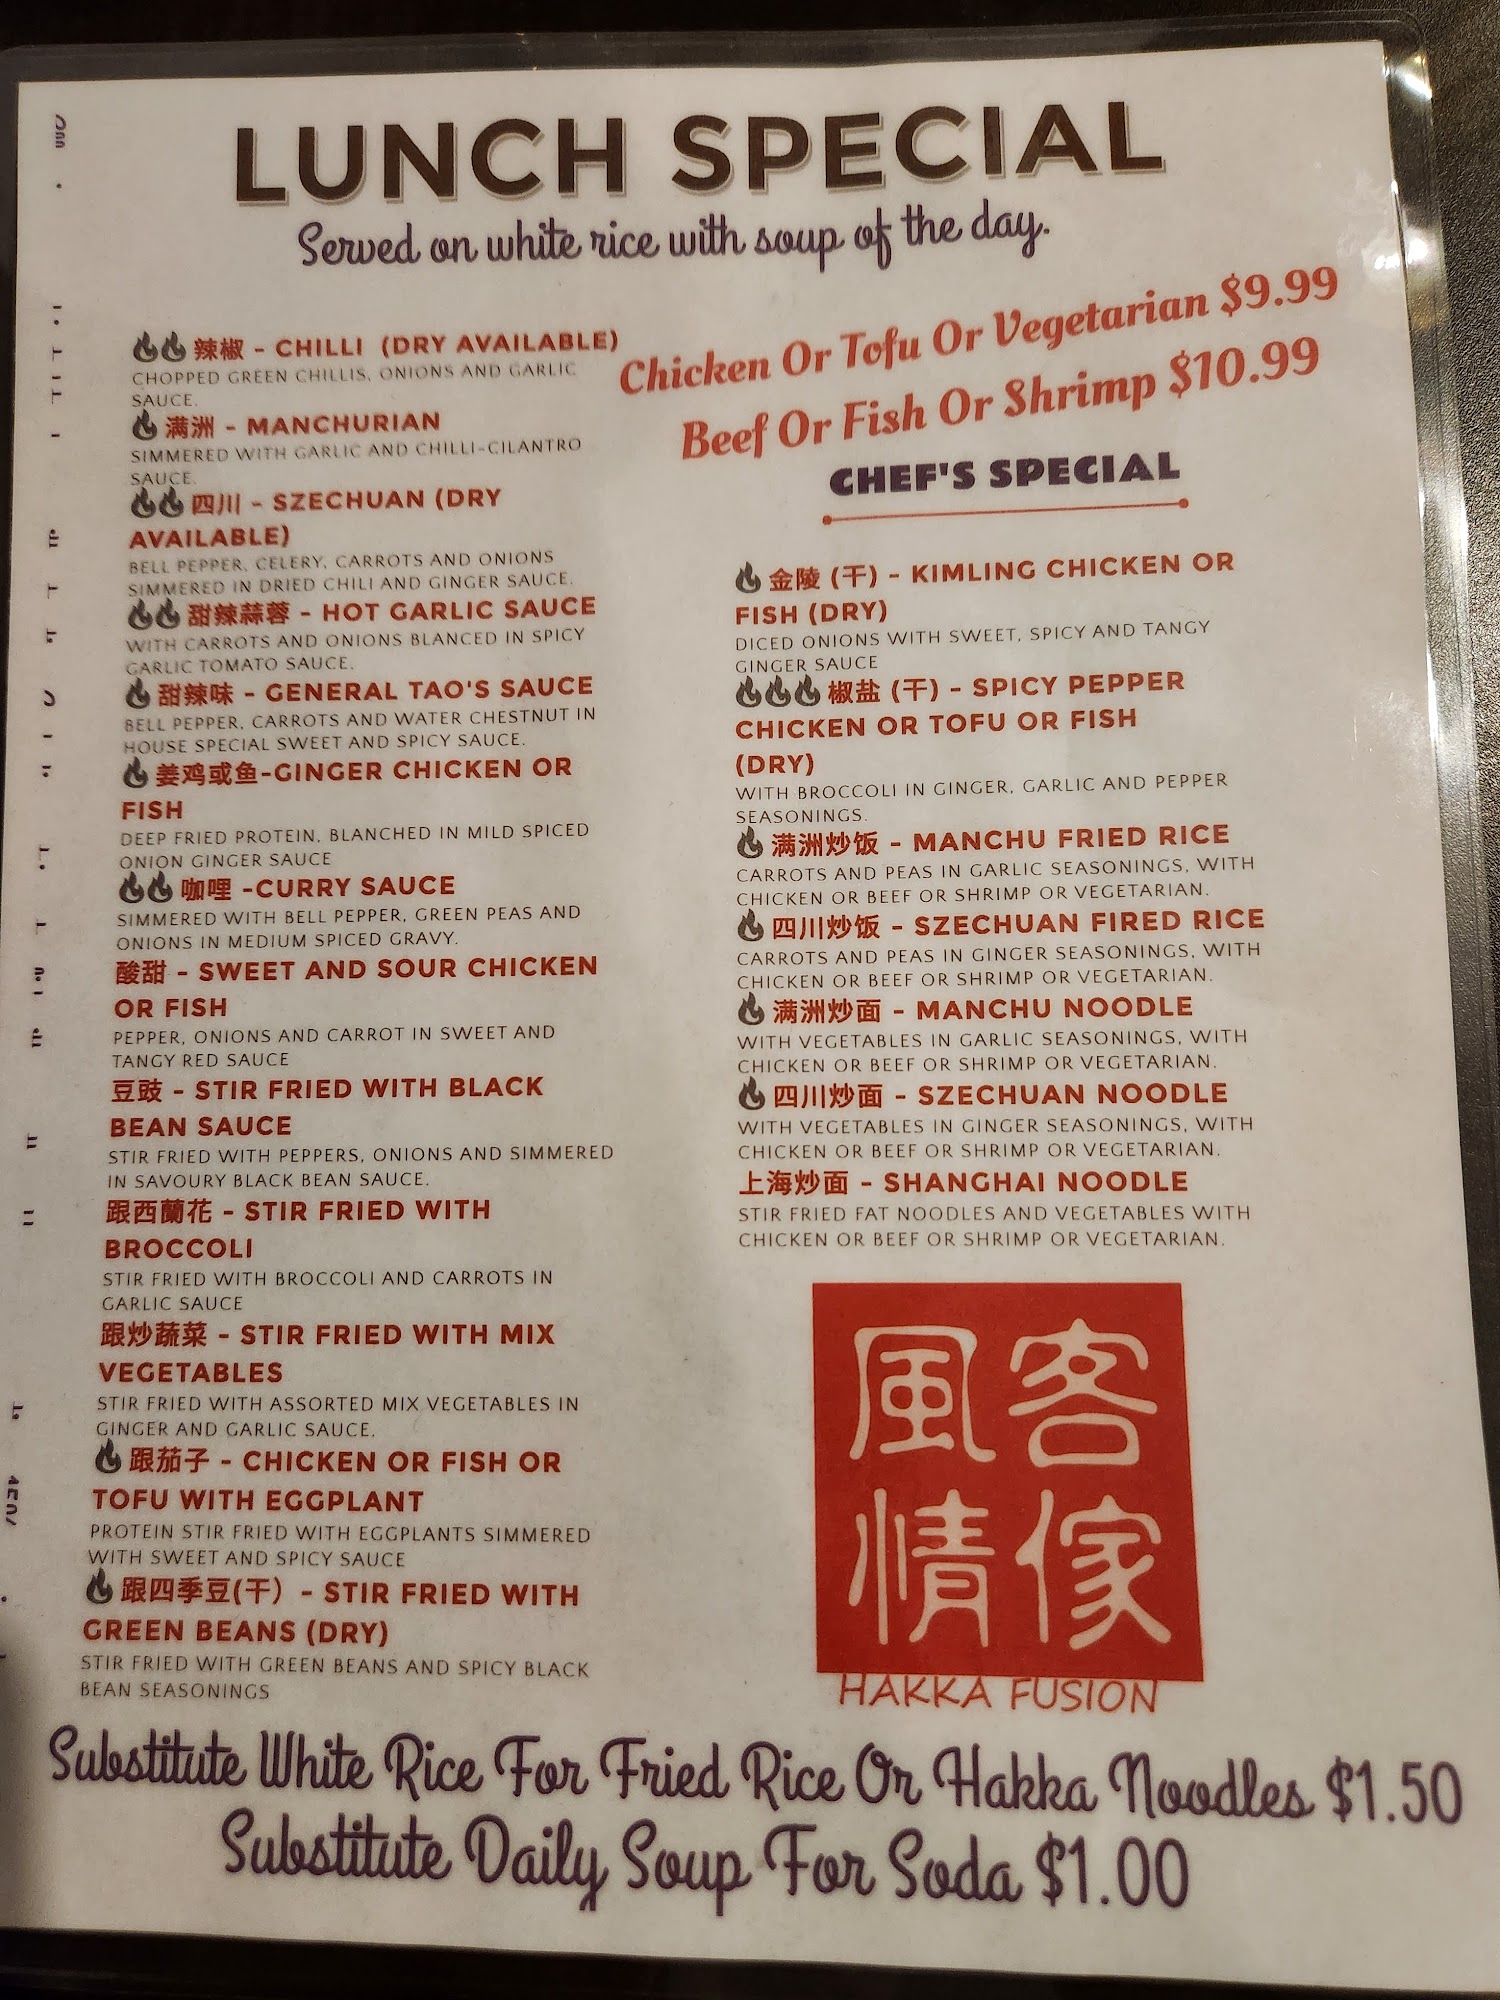 LUNCH SPECIAL
Served on white rice with soup of the day.
Chicken Or Tofu Or Vegetarian $9.99
Beef Or Fish Or Shrimp $10.99
辣椒 - CHILLI (DRY AVAILABLE)
CHOPPED GREEN CHILLIS, ONIONS AND GARLIC
SAUCE.
满洲 - MANCHURIAN
SIMMERED WITH GARLIC AND CHILLI-CILANTRO
SAUCE.
四川 - SZECHUAN (DRY
AVAILABLE)
BELL PEPPER, CELERY, CARROTS AND ONIONS
SIMMERED IN DRIED CHILI AND GINGER SAUCE.
甜辣蒜蓉 - HOT GARLIC SAUCE
WITH CARROTS AND ONIONS BLANCED IN SPICY
GARLIC TOMATO SAUCE.
甜辣味 - GENERAL TAO'S SAUCE
BELL PEPPER, CARROTS AND WATER CHESTNUT IN
HOUSE SPECIAL SWEET AND SPICY SAUCE.
姜鸡或鱼-GINGER CHICKEN OR
FISH
DEEP FRIED PROTEIN, BLANCHED IN MILD SPICED
ONION GINGER SAUCE
咖哩 -CURRY SAUCE
SIMMERED WITH BELL PEPPER, GREEN PEAS AND
ONIONS IN MEDIUM SPICED GRAVY.
酸甜 - SWEET AND SOUR CHICKEN
OR FISH
PEPPER, ONIONS AND CARROT IN SWEET AND
TANGY RED SAUCE
豆豉 - STIR FRIED WITH BLACK
BEAN SAUCE
STIR FRIED WITH PEPPERS, ONIONS AND SIMMERED
IN SAVOURY BLACK BEAN SAUCE.
跟西蘭花 - STIR FRIED WITH
BROCCOLI
STIR FRIED WITH BROCCOLI AND CARROTS IN
GARLIC SAUCE
跟炒蔬菜 - STIR FRIED WITH MIX
VEGETABLES
STIR FRIED WITH ASSORTED MIX VEGETABLES IN
GINGER AND GARLIC SAUCE.
跟茄子 - CHICKEN OR FISH OR
TOFU WITH EGGPLANT
PROTEIN STIR FRIED WITH EGGPLANTS SIMMERED
WITH SWEET AND SPICY SAUCE
跟四季豆(干) - STIR FRIED WITH
GREEN BEANS (DRY)
STIR FRIED WITH GREEN BEANS AND SPICY BLACK
BEAN SEASONINGS
CHEF'S SPECIAL
金陵 (干) - KIMLING CHICKEN OR
FISH (DRY)
DICED ONIONS WITH SWEET, SPICY AND TANGY
GINGER SAUCE
椒盐 (干) - SPICY PEPPER
CHICKEN OR TOFU OR FISH
(DRY)
WITH BROCCOLI IN GINGER, GARLIC AND PEPPER
SEASONINGS.
满洲炒饭 - MANCHU FRIED RICE
CARROTS AND PEAS IN GARLIC SEASONINGS, WITH
CHICKEN OR BEEF OR SHRIMP OR VEGETARIAN.
四川炒饭 - SZECHUAN FIRED RICE
CARROTS AND PEAS IN GINGER SEASONINGS, WITH
CHICKEN OR BEEF OR SHRIMP OR VEGETARIAN.
满洲炒面 - MANCHU NOODLE
WITH VEGETABLES IN GARLIC SEASONINGS, WITH
CHICKEN OR BEEF OR SHRIMP OR VEGETARIAN.
四川炒面 - SZECHUAN NOODLE
WITH VEGETABLES IN GINGER SEASONINGS, WITH
CHICKEN OR BEEF OR SHRIMP OR VEGETARIAN.
上海炒面 - SHANGHAI NOODLE
STIR FRIED FAT NOODLES AND VEGETABLES WITH
CHICKEN OR BEEF OR SHRIMP OR VEGETARIAN.
客傢
風情
HAKKA FUSION
Substitute White Rice For Fried Rice Or Hakka Noodles $1.50
Substitute Daily Soup For Soda $1.00